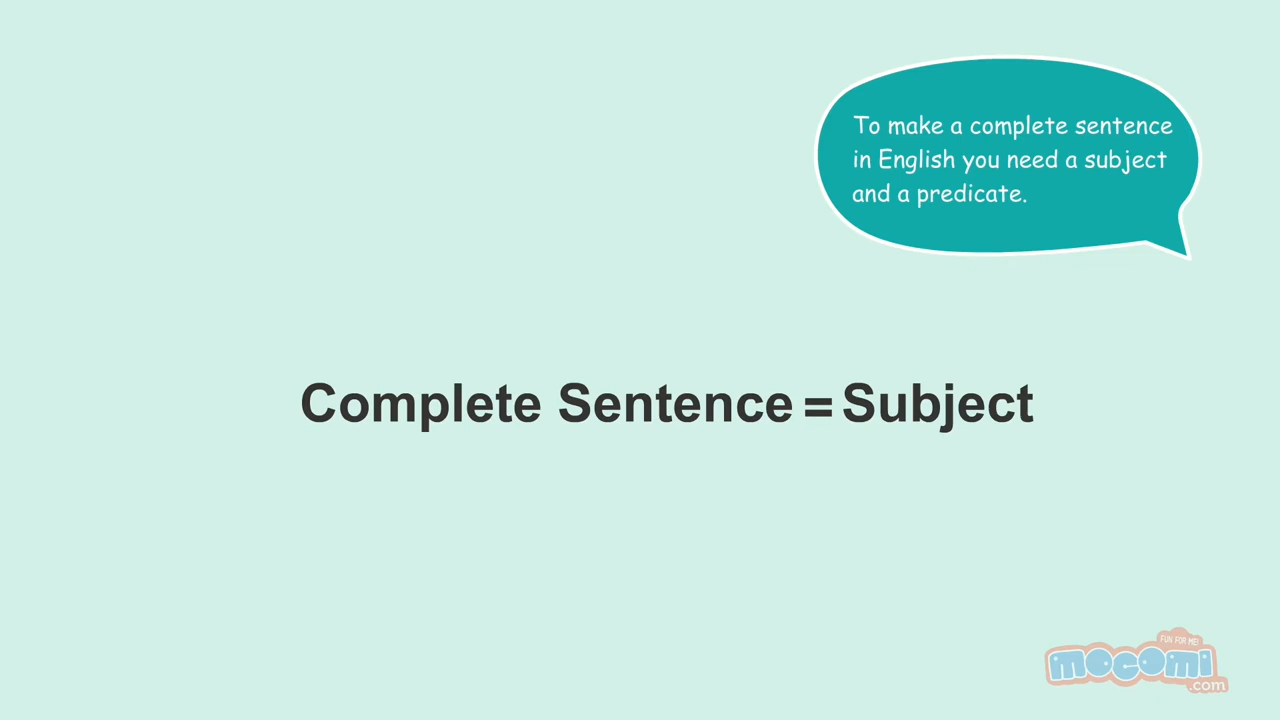 To make a complete sentence
in English you need a subject
and a predicate.
Complete Sentence = Subject
FUN FOR ME!
mocomi
.com